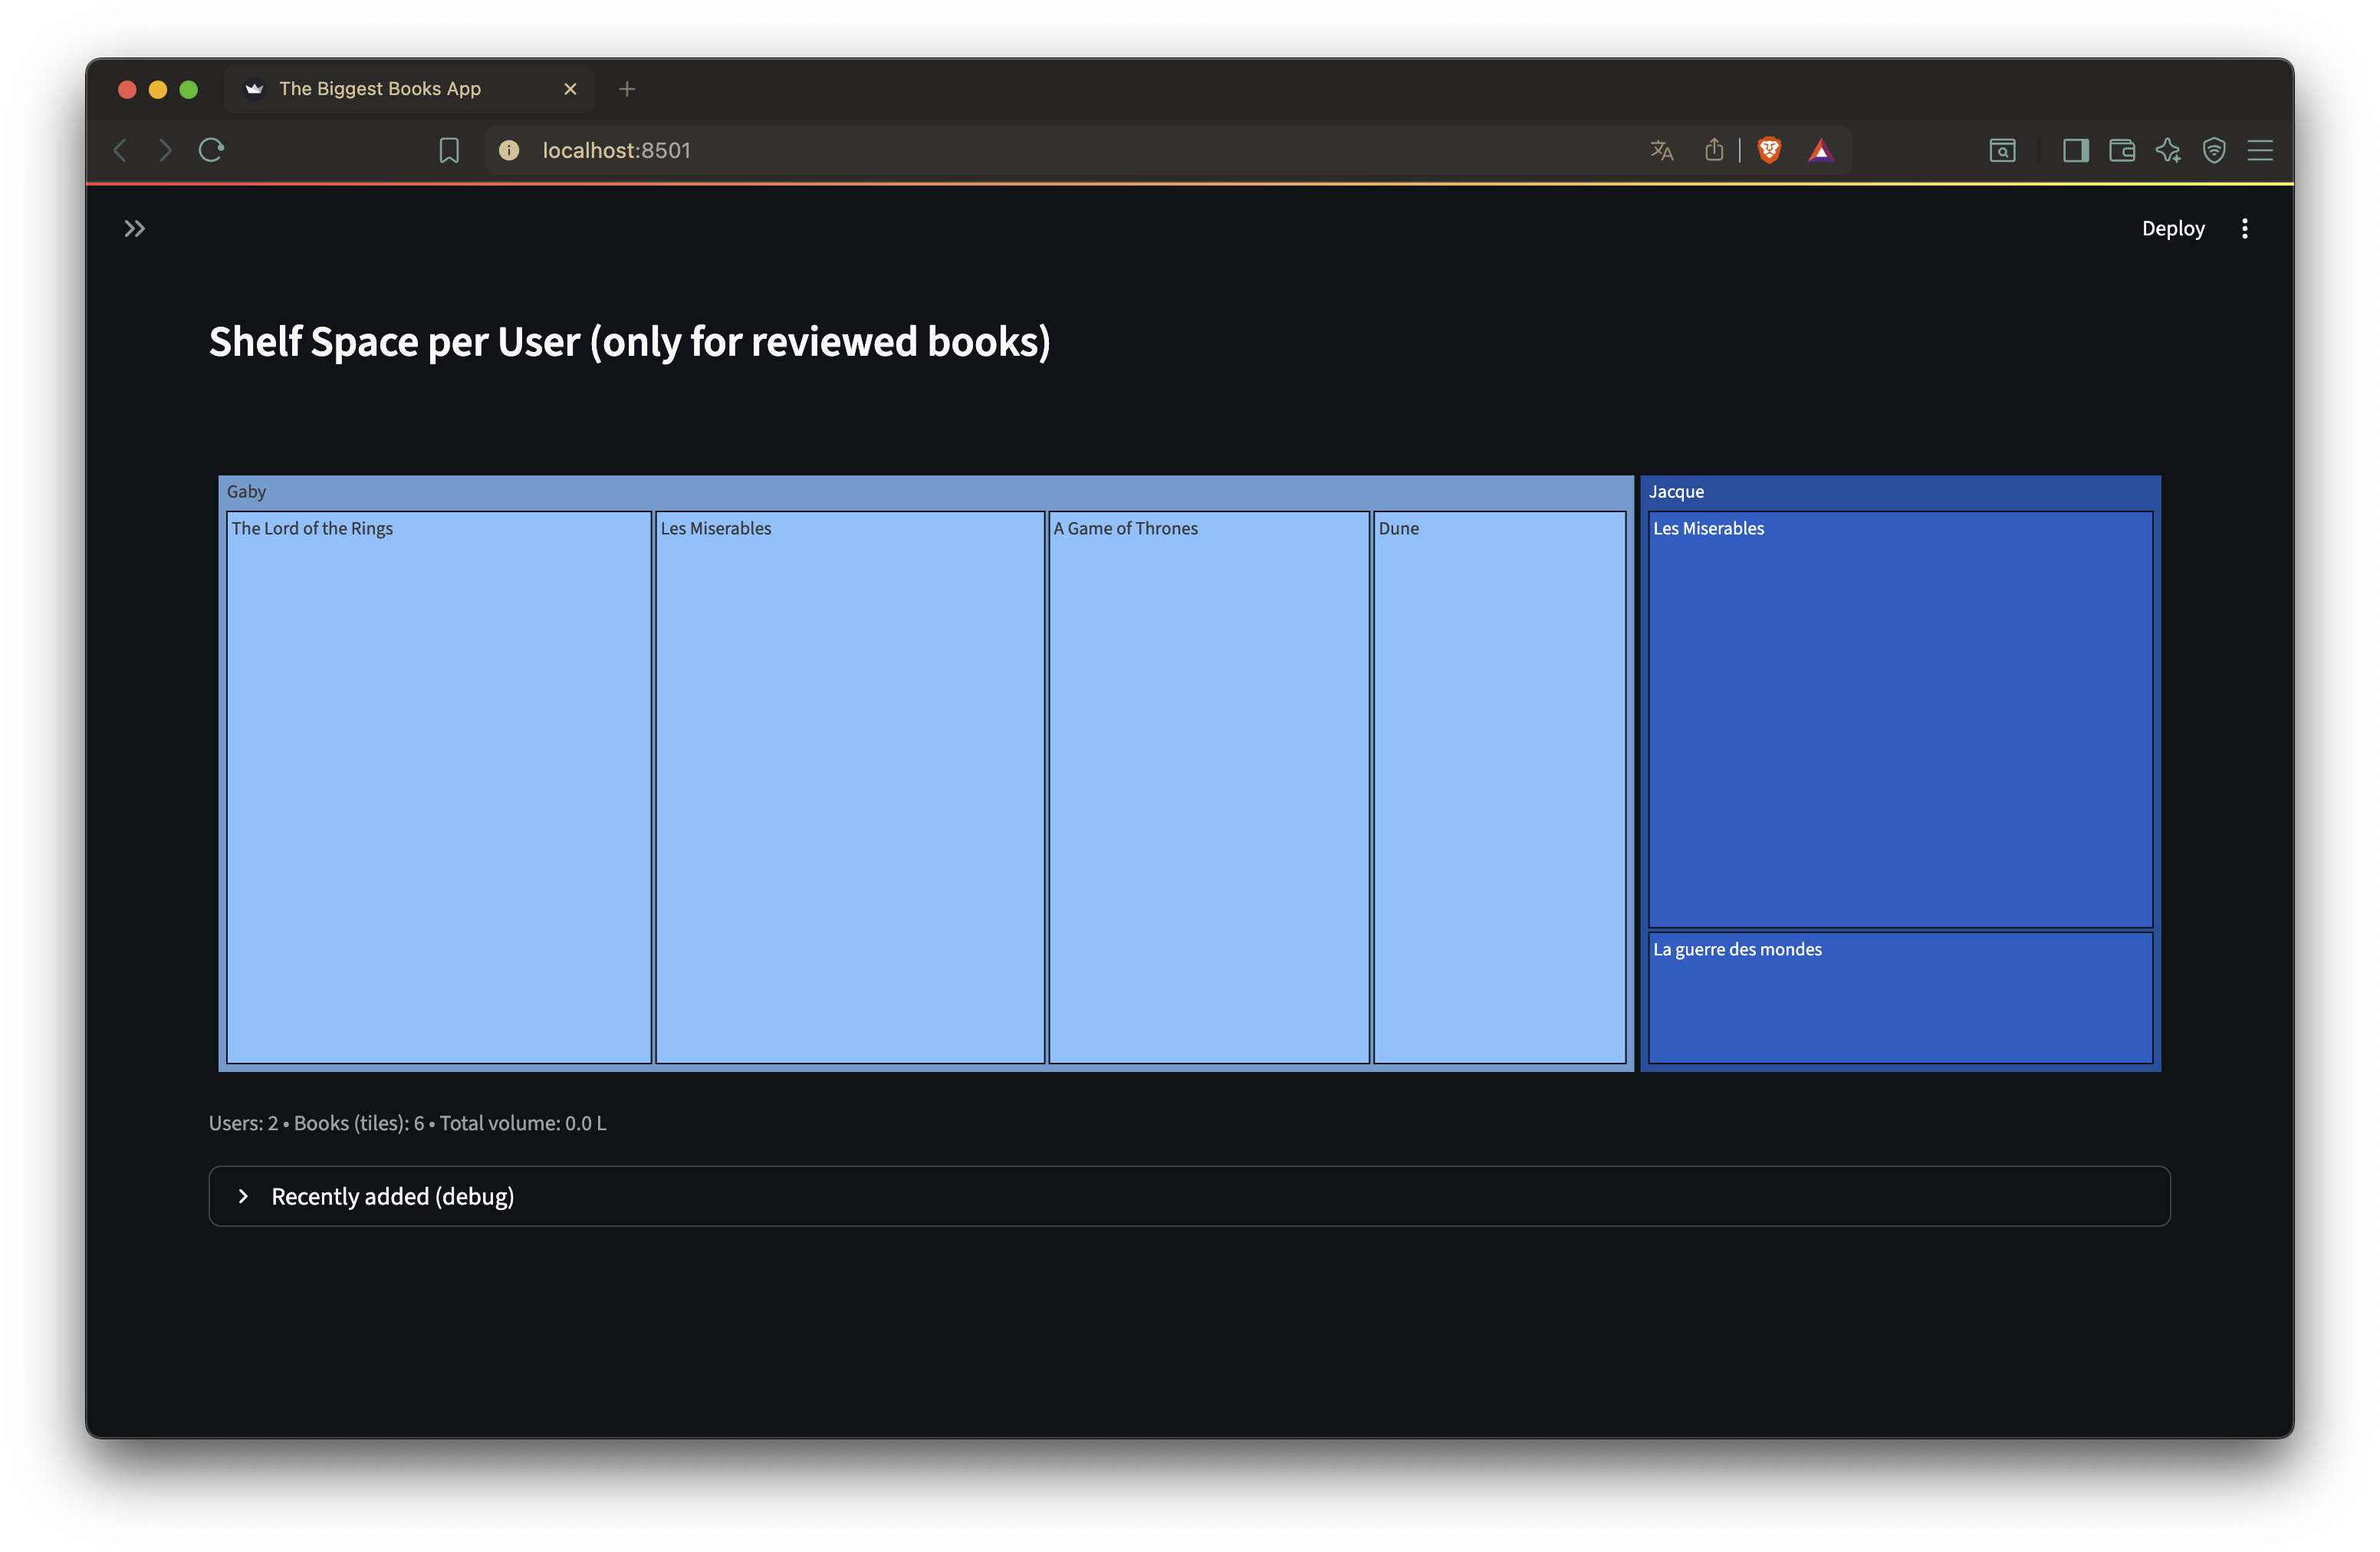 The Biggest Books App
localhost:8501
Deploy
Shelf Space per User (only for reviewed books)
Gaby
The Lord of the Rings
Les Miserables
A Game of Thrones
Dune
Jacque
Les Miserables
La guerre des mondes
Users: 2 • Books (tiles): 6 • Total volume: 0.0 L
Recently added (debug)